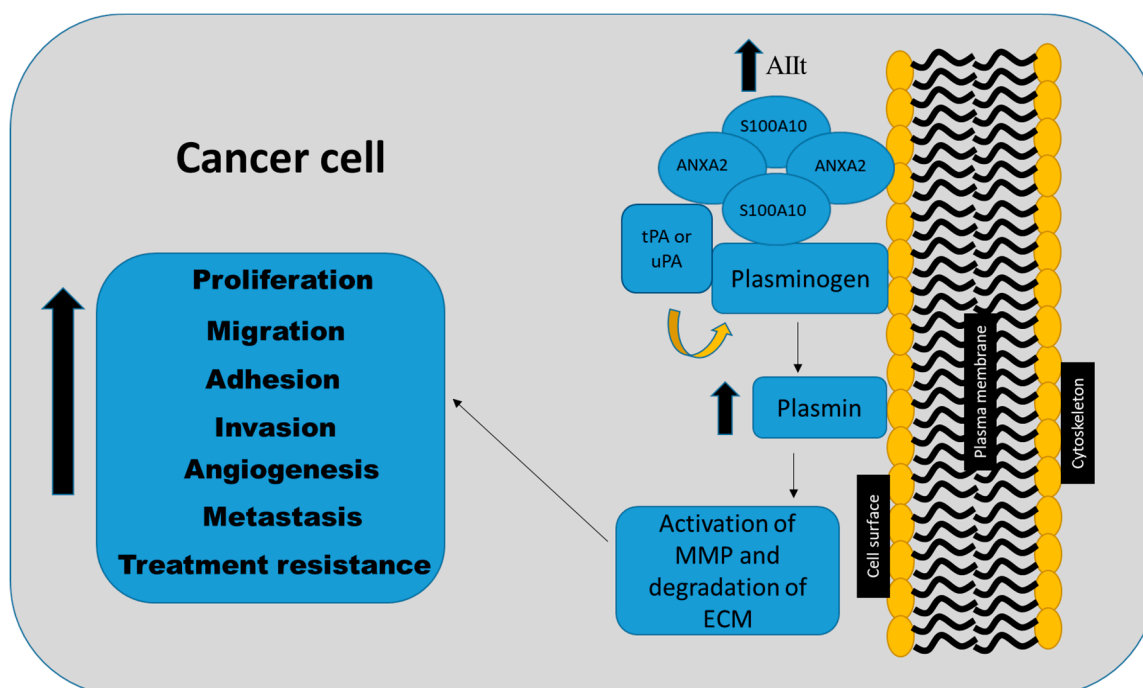 AIIt
S100A10
ANXA2
ANXA2
S100A10
tPA or
uPA
Plasminogen
Plasmin
Activation of
MMP and
degradation of
ECM
Cell surface
Plasma membrane
Cytoskeleton
Cancer cell
Proliferation
Migration
Adhesion
Invasion
Angiogenesis
Metastasis
Treatment resistance